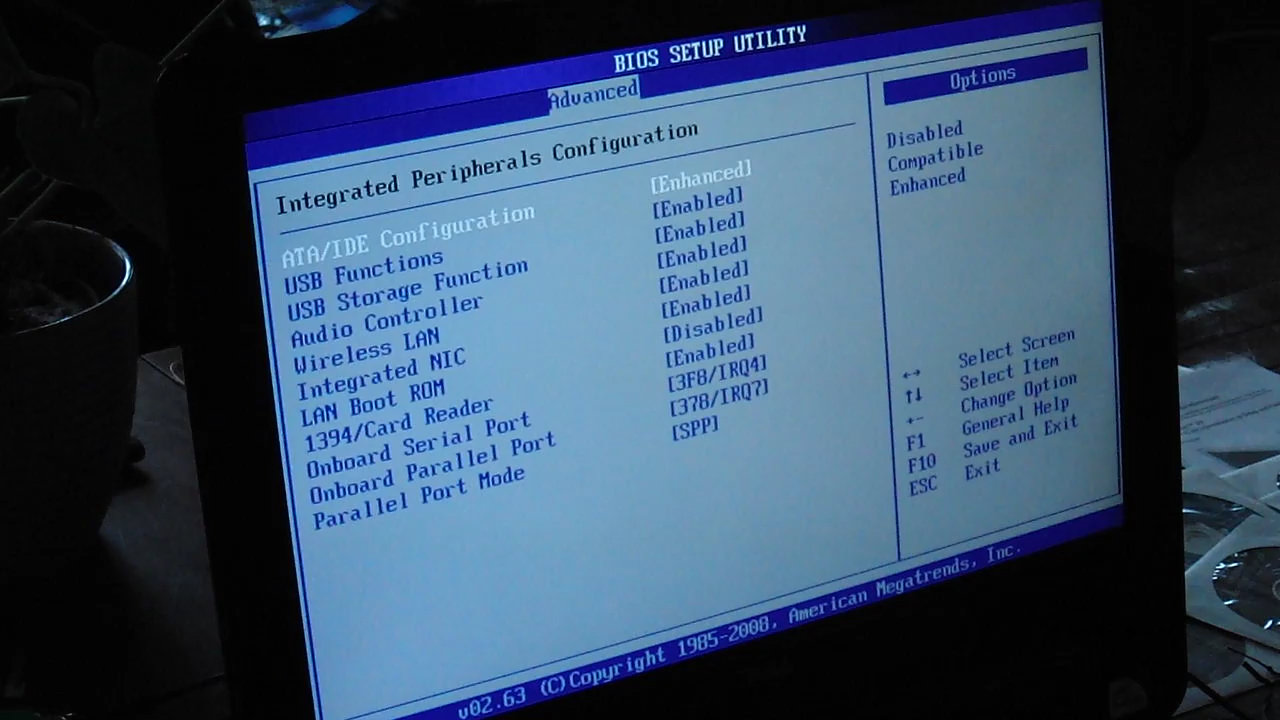 BIOS SETUP UTILITY
Advanced
Integrated Peripherals Configuration
ATA/IDE Configuration [Enhanced]
USB Functions [Enabled]
USB Storage Function [Enabled]
Audio Controller [Enabled]
Wireless LAN [Enabled]
Integrated NIC [Enabled]
LAN Boot ROM [Disabled]
1394/Card Reader [Enabled]
Onboard Serial Port [3F8/IRQ4]
Onboard Parallel Port [378/IRQ7]
Parallel Port Mode [SPP]
Options
Disabled
Compatible
Enhanced
↔ Select Screen
↑↓ Select Item
+- Change Option
F1 General Help
F10 Save and Exit
ESC Exit
v02.63 (C)Copyright 1985-2008, American Megatrends, Inc.